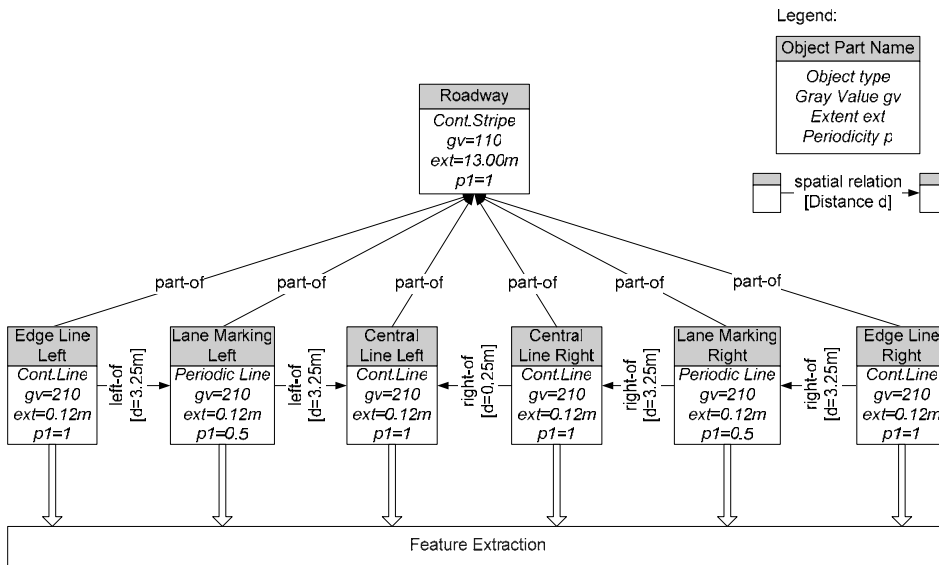 Legend:
Object Part Name
Object type
Gray Value gv
Extent ext
Periodicity p
spatial relation
[Distance d]
Roadway
Cont.Stripe
gv=110
ext=13.00m
p1=1
part-of
part-of
part-of
part-of
part-of
part-of
Edge Line
Left
Cont.Line
gv=210
ext=0.12m
p1=1
left-of
[d=3.25m]
Lane Marking
Left
Periodic Line
gv=210
ext=0.12m
p1=0.5
left-of
[d=3.25m]
Central
Line Left
Cont.Line
gv=210
ext=0.12m
p1=1
right-of
[d=0.25m]
Central
Line Right
Cont.Line
gv=210
ext=0.12m
p1=1
right-of
[d=3.25m]
Lane Marking
Right
Periodic Line
gv=210
ext=0.12m
p1=0.5
right-of
[d=3.25m]
Edge Line
Right
Cont.Line
gv=210
ext=0.12m
p1=1
Feature Extraction